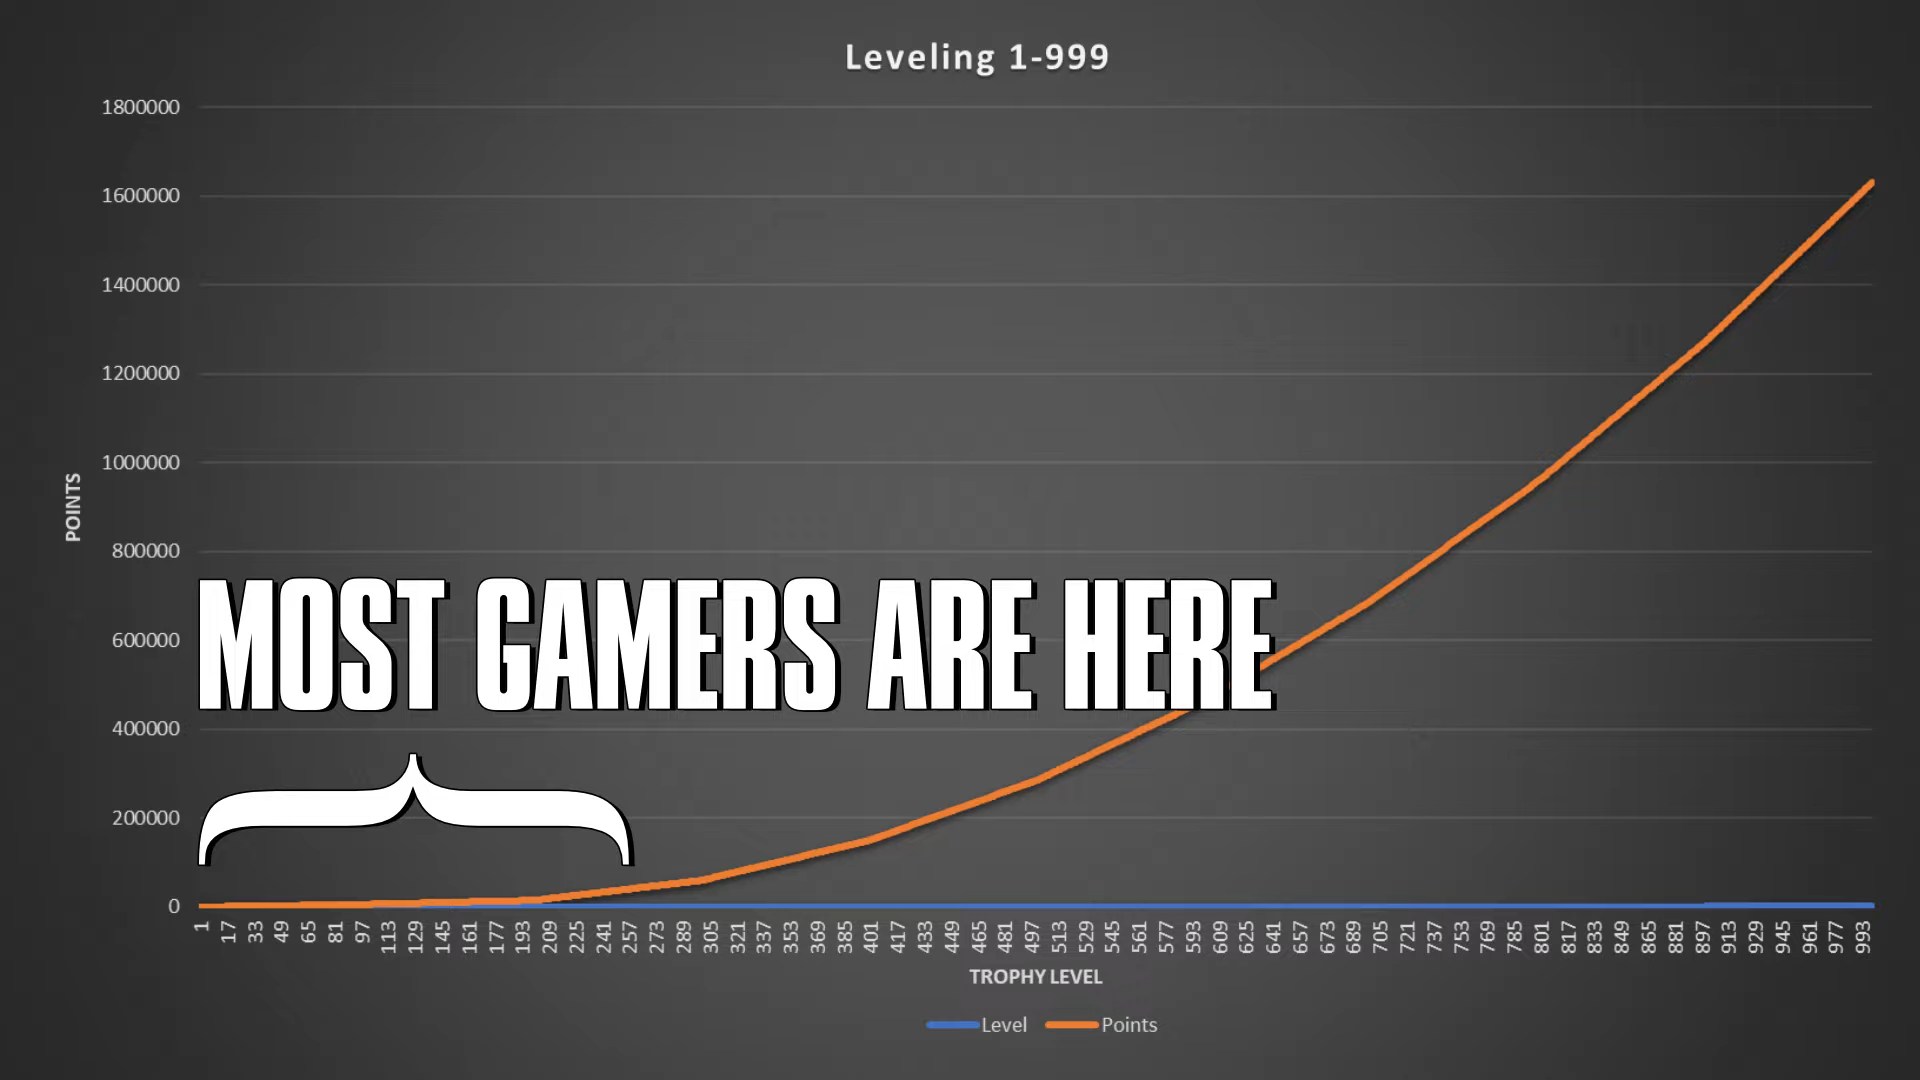 Leveling 1-999
1800000
1600000
1400000
1200000
1000000
800000
600000
400000
200000
0
POINTS
MOST GAMERS ARE HERE
1 17 33 49 65 81 97 113 129 145 161 177 193 209 225 241 257 273 289 305 321 337 353 369 385 401 417 433 449 465 481 497 513 529 545 561 577 593 609 625 641 657 673 689 705 721 737 753 769 785 801 817 833 849 865 881 897 913 929 945 961 977 993
TROPHY LEVEL
Level Points